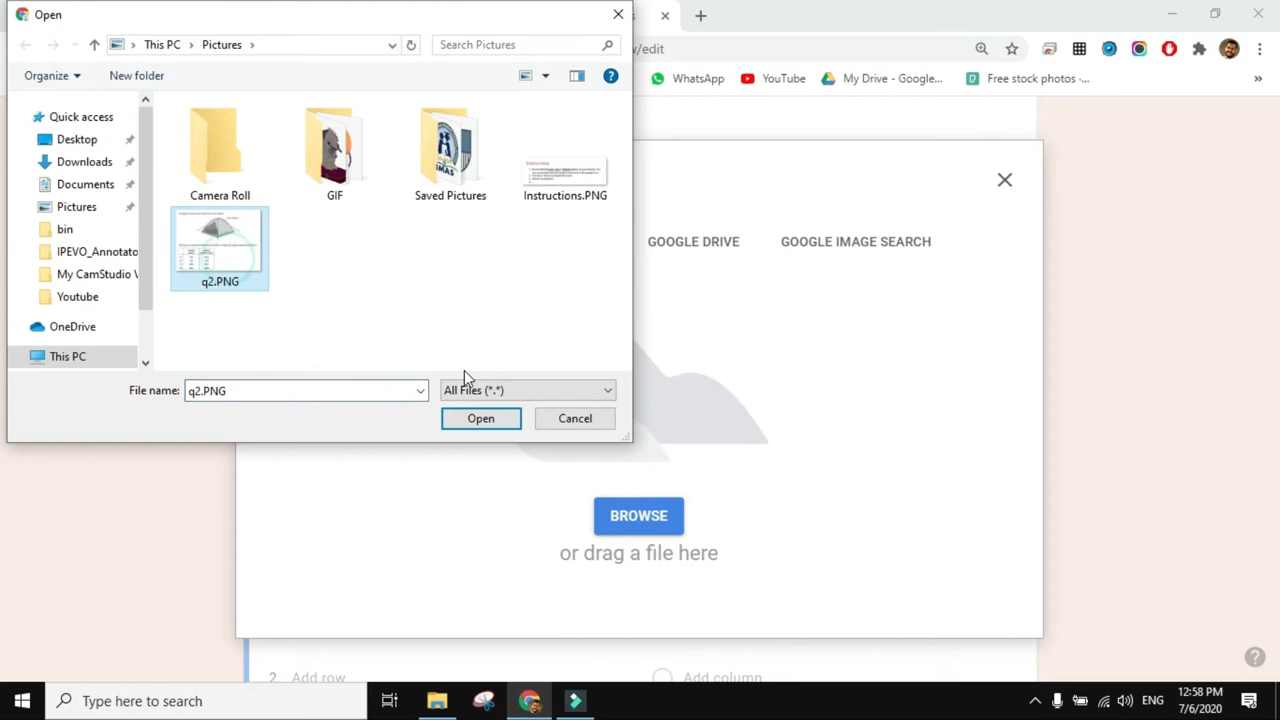 Open
w/edit
This PC
Pictures
Search Pictures
WhatsApp
YouTube
My Drive - Google...
Free stock photos -...
Organize
New folder
Quick access
Desktop
Downloads
Documents
Pictures
bin
IPEVO_Annotato
My CamStudio V
Youtube
OneDrive
This PC
Camera Roll
GIF
Saved Pictures
Instructions
Instructions.PNG
q2.PNG
GOOGLE DRIVE
GOOGLE IMAGE SEARCH
File name:
q2.PNG
All Files (*.*)
Open
Cancel
BROWSE
or drag a file here
2. Add row
Add column
Type here to search
ENG
12:58 PM
7/6/2020